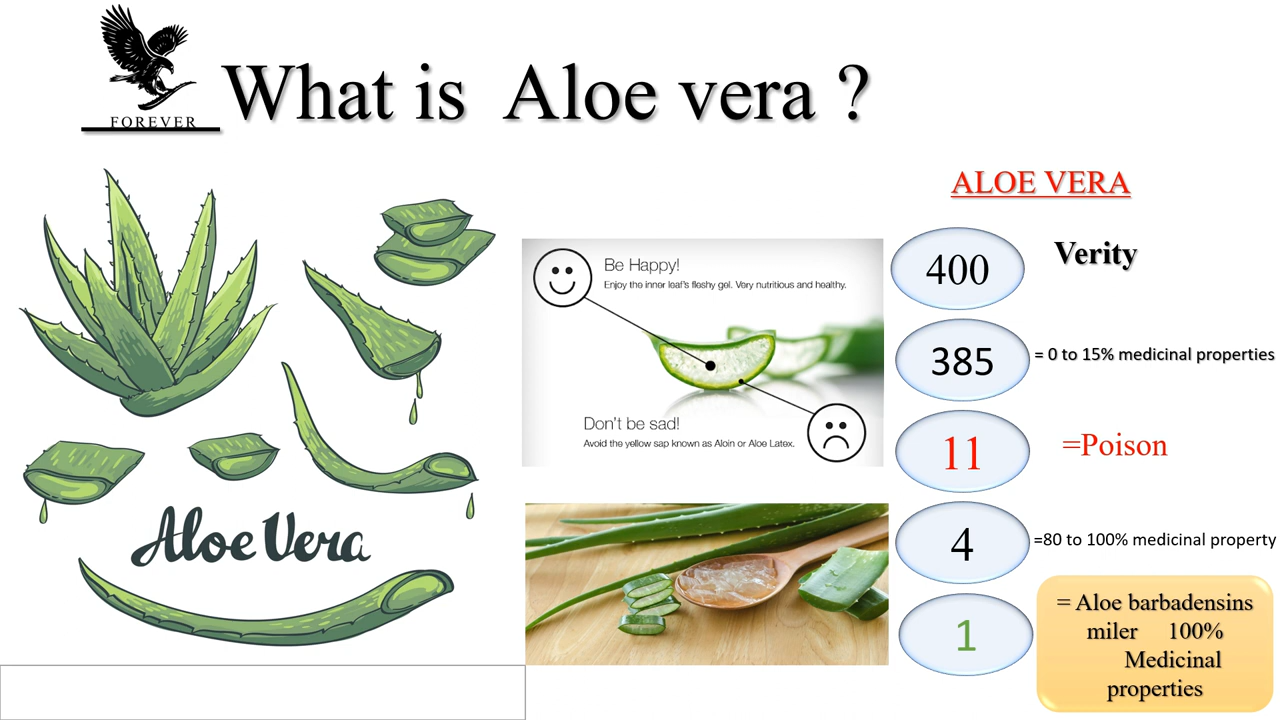 FOREVER
What is Aloe vera ?
ALOE VERA
Be Happy!
Enjoy the inner leaf's fleshy gel. Very nutritious and healthy.
Don't be sad!
Avoid the yellow sap known as Aloin or Aloe Latex.
Aloe Vera
400 Verity
385 = 0 to 15% medicinal properties
11 =Poison
4 =80 to 100% medicinal property
1
= Aloe barbadensins
miler 100%
Medicinal
properties